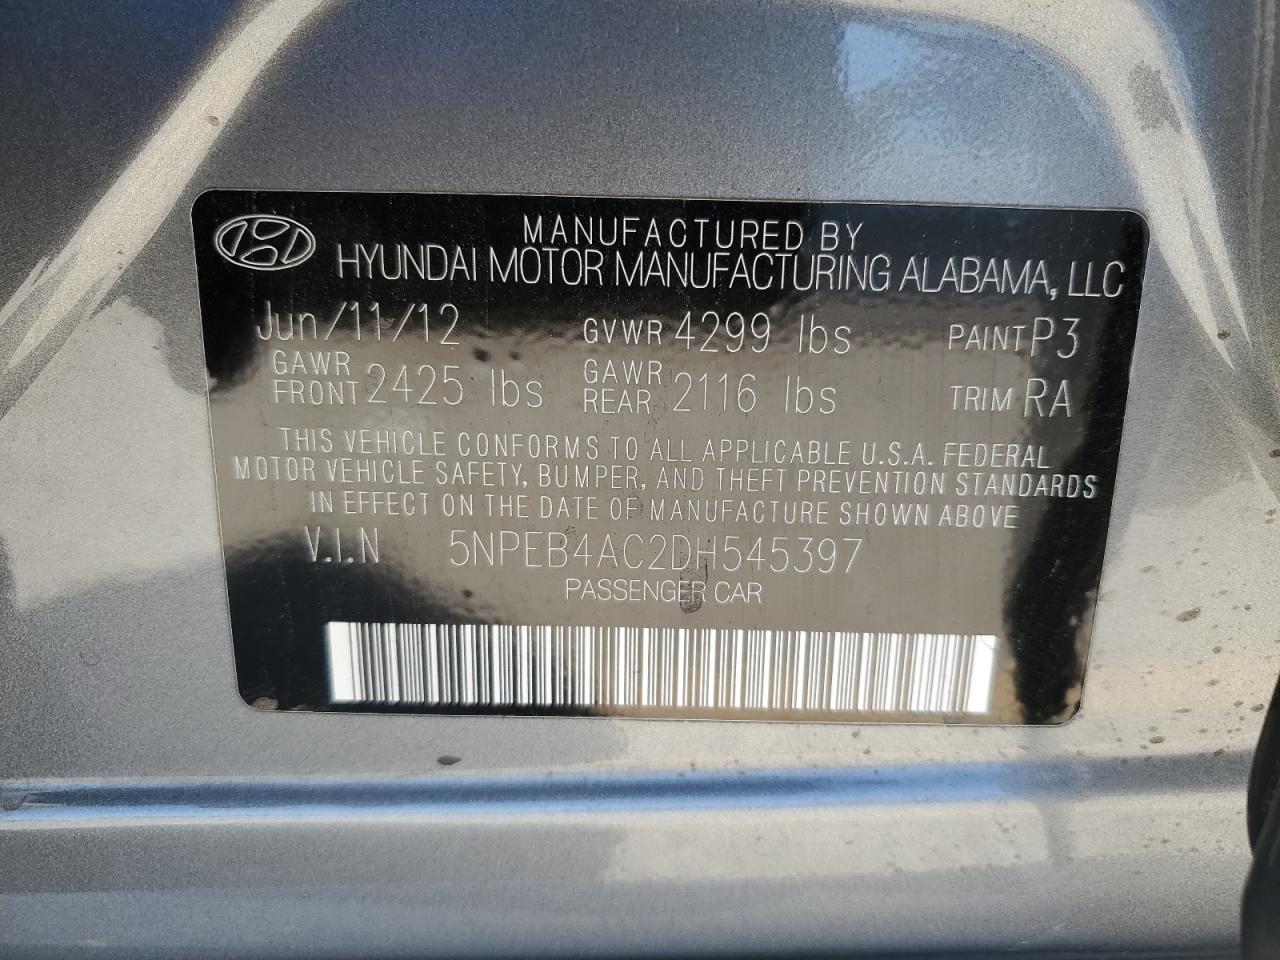 MANUFACTURED BY
HYUNDAI MOTOR MANUFACTURING ALABAMA, LLC
Jun/11/12 GVWR 4299 lbs PAINT P3
GAWR FRONT 2425 lbs GAWR REAR 2116 lbs TRIM RA
THIS VEHICLE CONFORMS TO ALL APPLICABLE U.S.A. FEDERAL
MOTOR VEHICLE SAFETY, BUMPER, AND THEFT PREVENTION STANDARDS
IN EFFECT ON THE DATE OF MANUFACTURE SHOWN ABOVE
V.I.N 5NPEB4AC2DH545397
PASSENGER CAR